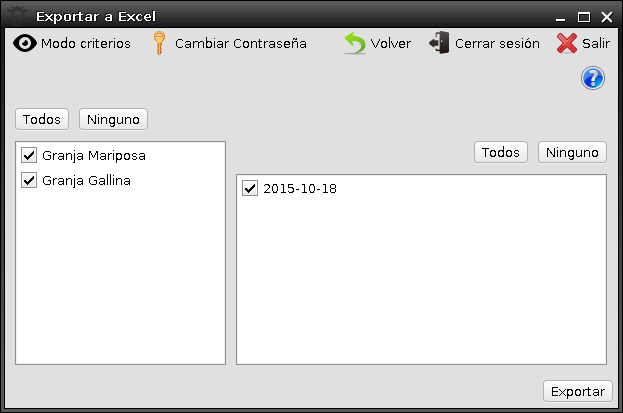 Exportar a Excel
Modo criterios Cambiar Contraseña Volver Cerrar sesión Salir
?
Todos Ninguno
Granja Mariposa
Granja Gallina
Todos Ninguno
2015-10-18
Exportar